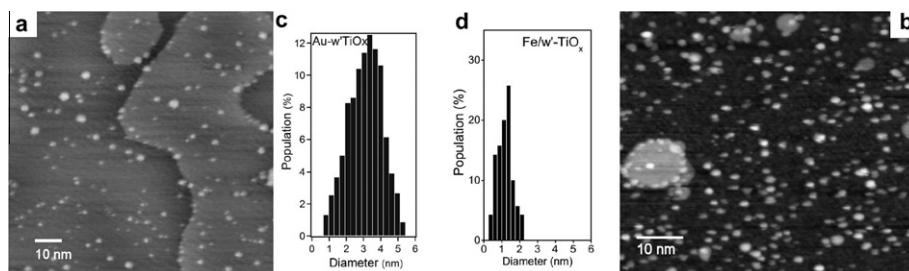 a
10 nm
c
Au-w'TiOx
Population (%)
12
10
8
6
4
2
0
0 1 2 3 4 5 6
Diameter (nm)
d
Fe/w'-TiOx
Population (%)
30
20
10
0
0 1 2 3 4 5 6
Diameter (nm)
b
10 nm